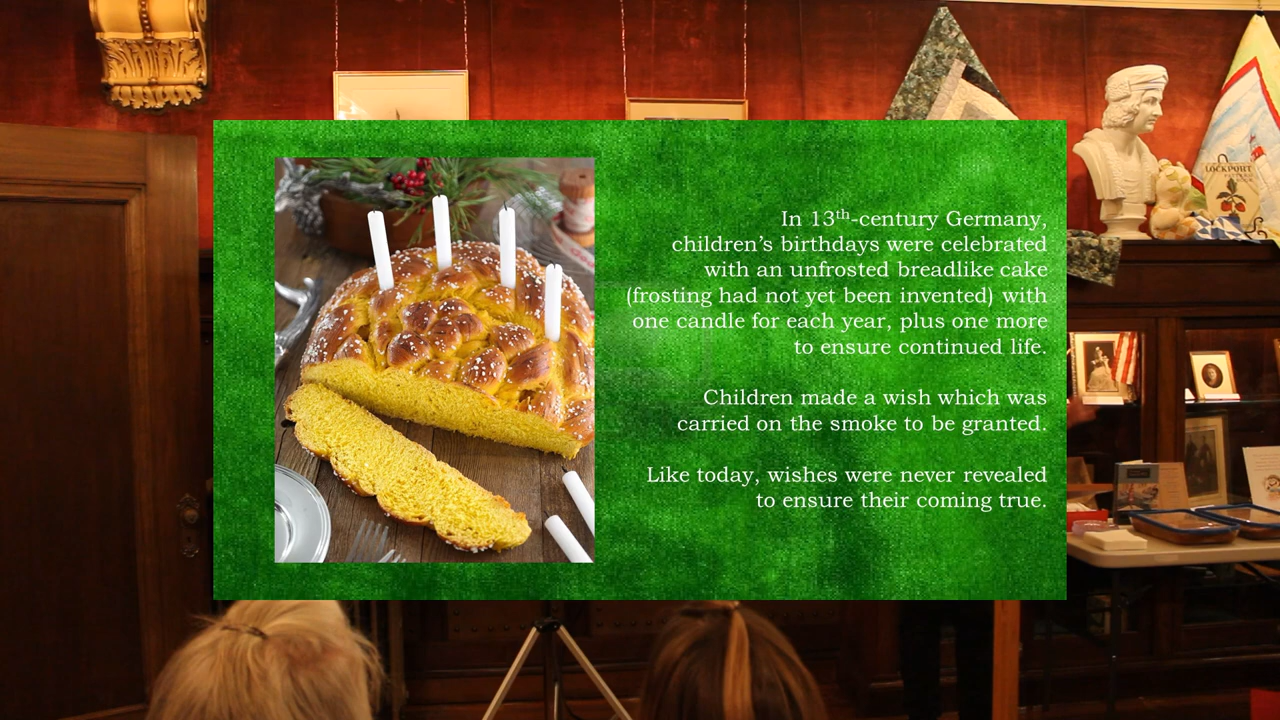 In 13th-century Germany,
children’s birthdays were celebrated
with an unfrosted breadlike cake
(frosting had not yet been invented) with
one candle for each year, plus one more
to ensure continued life.
Children made a wish which was
carried on the smoke to be granted.
Like today, wishes were never revealed
to ensure their coming true.
LOCKPORT